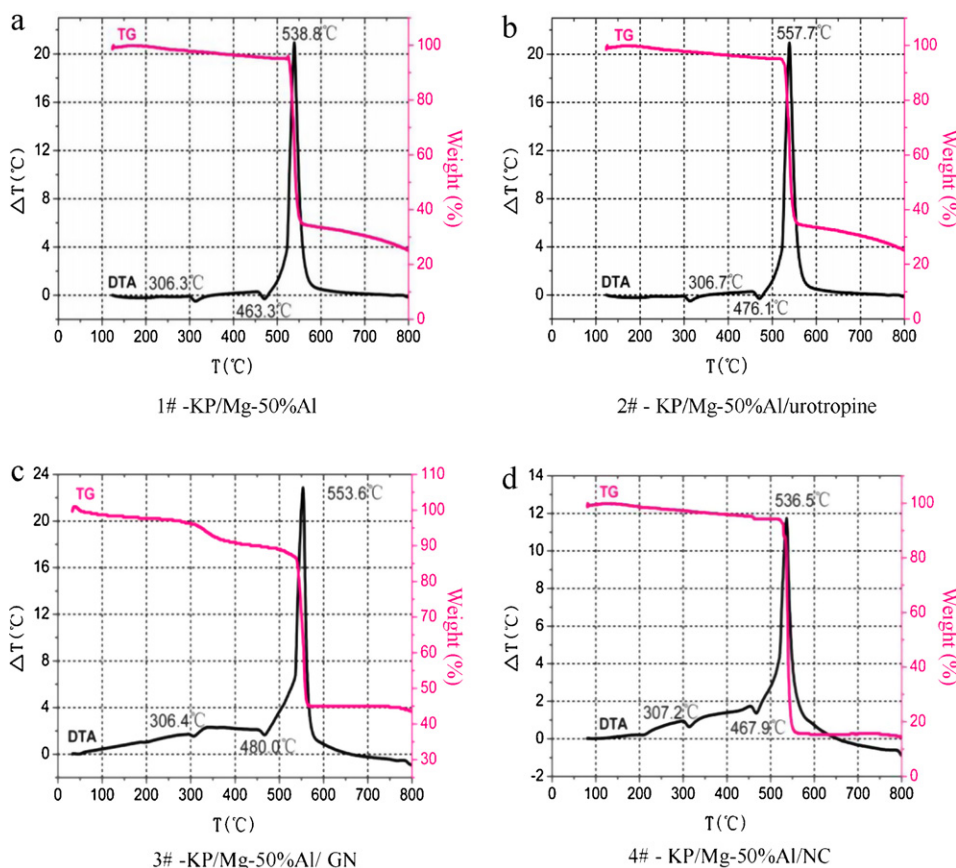 a
TG
538.8℃
DTA
306.3℃
463.3℃
20
16
12
8
4
0
△T(℃)
100
80
60
40
20
0
Weight (%)
0 100 200 300 400 500 600 700 800
T(℃)
1# -KP/Mg-50%Al
b
TG
557.7℃
DTA
306.7℃
476.1℃
20
16
12
8
4
0
△T(℃)
100
80
60
40
20
0
Weight (%)
0 100 200 300 400 500 600 700 800
T(℃)
2# - KP/Mg-50%Al/urotropine
c
TG
553.6℃
DTA
306.4℃
480.0℃
24
20
16
12
8
4
0
△T(℃)
110
100
90
80
70
60
50
40
30
Weight (%)
0 100 200 300 400 500 600 700 800
T(℃)
3# -KP/Mg-50%Al/ GN
d
TG
536.5℃
DTA
307.2℃
467.9℃
14
12
10
8
6
4
2
0
-2
△T(℃)
100
80
60
40
20
0
Weight (%)
0 100 200 300 400 500 600 700 800
T(℃)
4# - KP/Mg-50%Al/NC